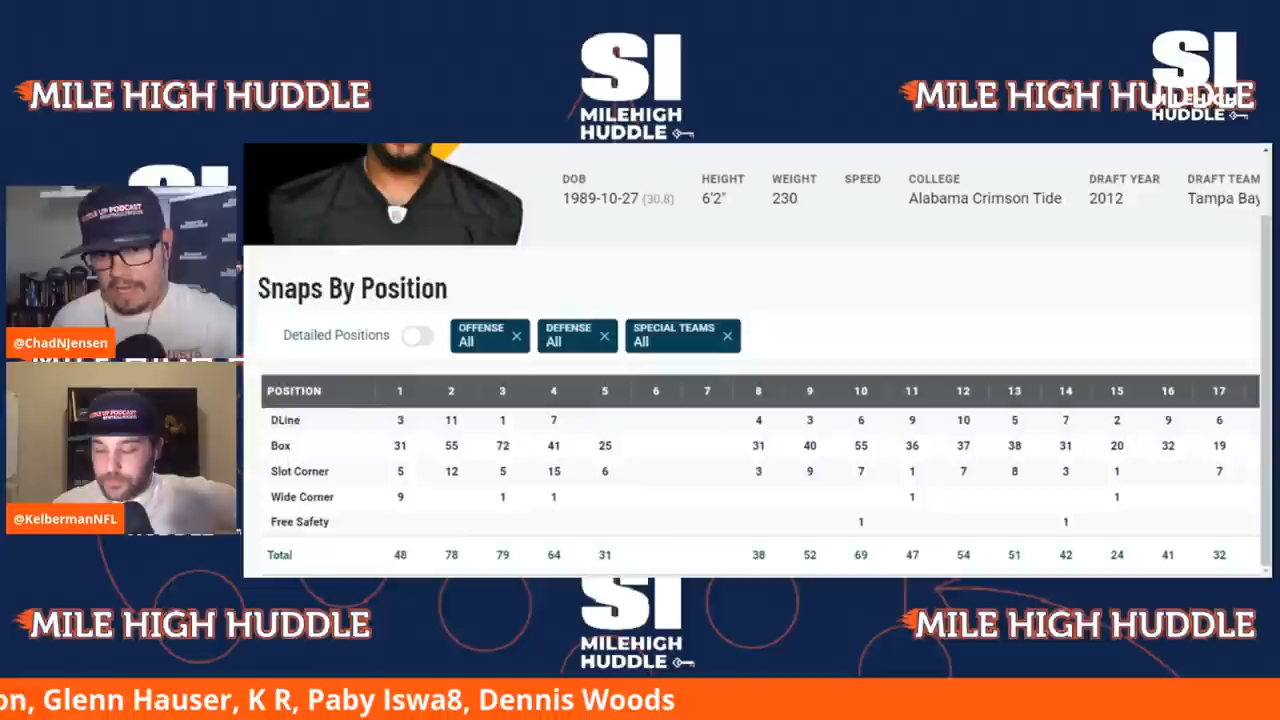 SI
MILEHIGH
HUDDLE
MILE HIGH HUDDLE
MILE HIGH HUDDLE
SI
MILEHIGH
HUDDLE
SI
DOB
HEIGHT
WEIGHT
SPEED
COLLEGE
DRAFT YEAR
DRAFT TEAM
1989-10-27 (30.8)
6'2"
230
Alabama Crimson Tide
2012
Tampa Bay
HUDDLE UP PODCAST
@ChadNJensen
Snaps By Position
Detailed Positions
OFFENSE
All
DEFENSE
All
SPECIAL TEAMS
All
POSITION 1 2 3 4 5 6 7 8 9 10 11 12 13 14 15 16 17
DLine 3 11 1 7 4 3 6 9 10 5 7 2 9 6
Box 31 55 72 41 25 31 40 55 36 37 38 31 20 32 19
Slot Corner 5 12 5 15 6 3 9 7 1 7 8 3 1 7
Wide Corner 9 1 1 1 1
Free Safety 1 1
Total 48 78 79 64 31 38 52 69 47 54 51 42 24 41 32
HUDDLE UP PODCAST
@KelbermanNFL
MILE HIGH HUDDLE
SI
MILEHIGH
HUDDLE
MILE HIGH HUDDLE
on, Glenn Hauser, K R, Paby Iswa8, Dennis Woods